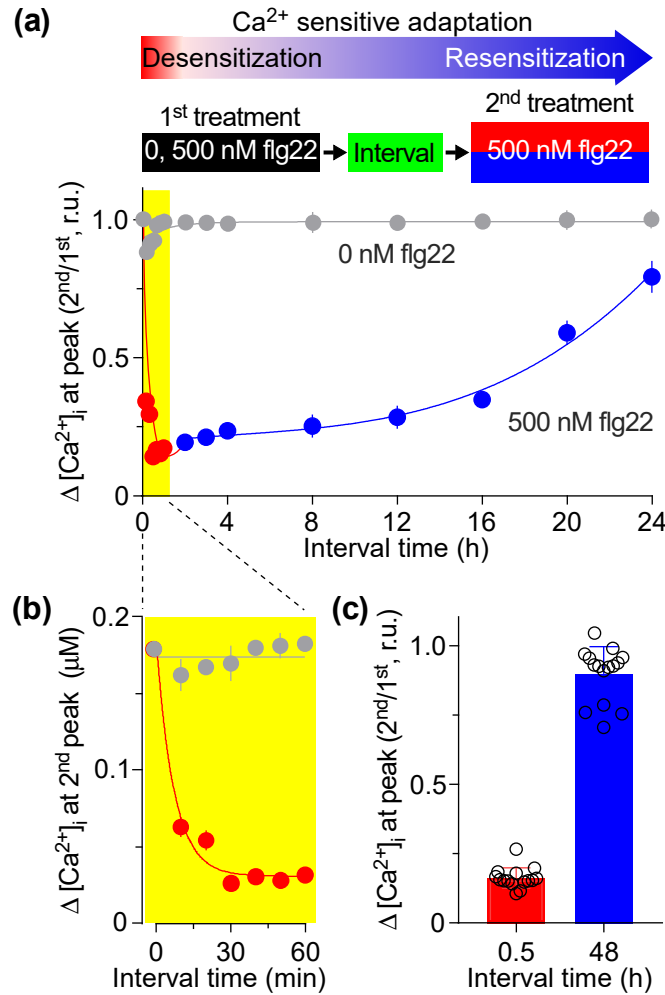 (a)
Ca²⁺ sensitive adaptation
Desensitization
Resensitization
1st treatment
2nd treatment
0, 500 nM flg22
Interval
500 nM flg22
Δ [Ca²⁺]i at peak (2nd/1st, r.u.)
1.0
0.5
0
0 nM flg22
500 nM flg22
0 4 8 12 16 20 24
Interval time (h)
(b)
Δ [Ca²⁺]i at 2nd peak (μM)
0.2
0.1
0
0 30 60
Interval time (min)
(c)
Δ [Ca²⁺]i at peak (2nd/1st, r.u.)
1.0
0.5
0
0.5 48
Interval time (h)